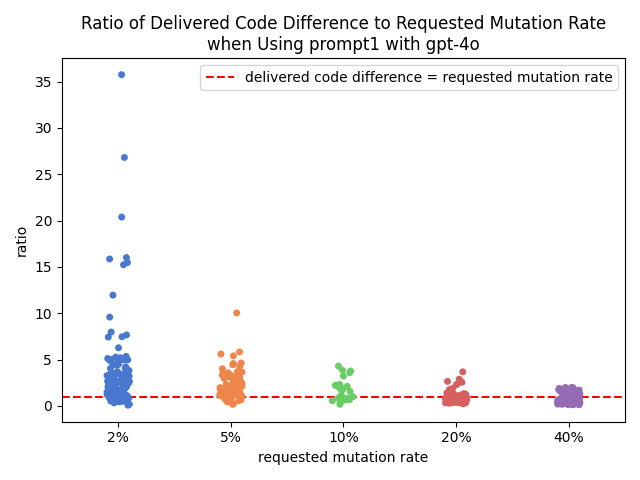 Ratio of Delivered Code Difference to Requested Mutation Rate
when Using prompt1 with gpt-4o
delivered code difference = requested mutation rate
ratio
35
30
25
20
15
10
5
0
2%
5%
10%
20%
40%
requested mutation rate